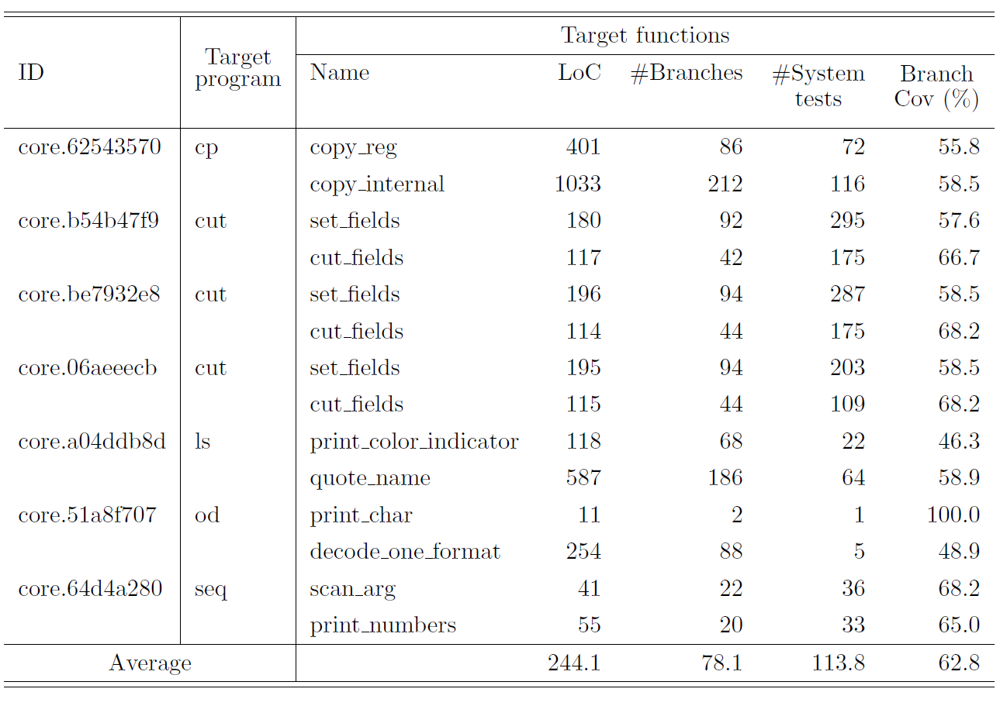 Target functions
ID Target program Name LoC #Branches #System tests Branch Cov (%)
core.62543570 cp copy_reg 401 86 72 55.8
copy_internal 1033 212 116 58.5
core.b54b47f9 cut set_fields 180 92 295 57.6
cut_fields 117 42 175 66.7
core.be7932e8 cut set_fields 196 94 287 58.5
cut_fields 114 44 175 68.2
core.06aeeecb cut set_fields 195 94 203 58.5
cut_fields 115 44 109 68.2
core.a04ddb8d ls print_color_indicator 118 68 22 46.3
quote_name 587 186 64 58.9
core.51a8f707 od print_char 11 2 1 100.0
decode_one_format 254 88 5 48.9
core.64d4a280 seq scan_arg 41 22 36 68.2
print_numbers 55 20 33 65.0
Average 244.1 78.1 113.8 62.8